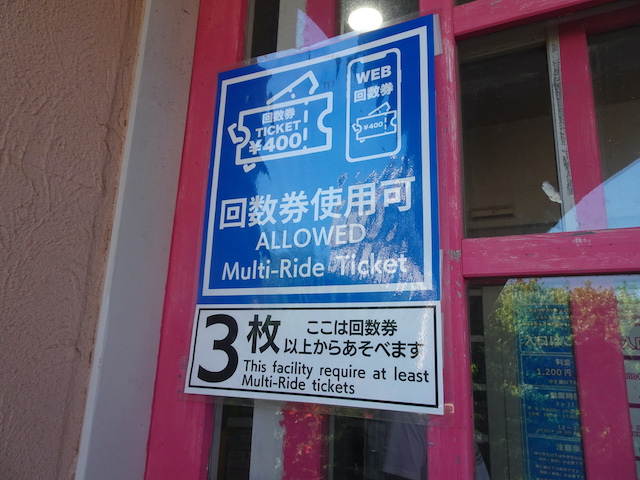 回数券
TICKET
¥400
WEB
回数券
¥400
回数券使用可
ALLOWED
Multi-Ride Ticket
3枚
ここは回数券
以上からあそべます
This facility require at least
Multi-Ride tickets
1,200円